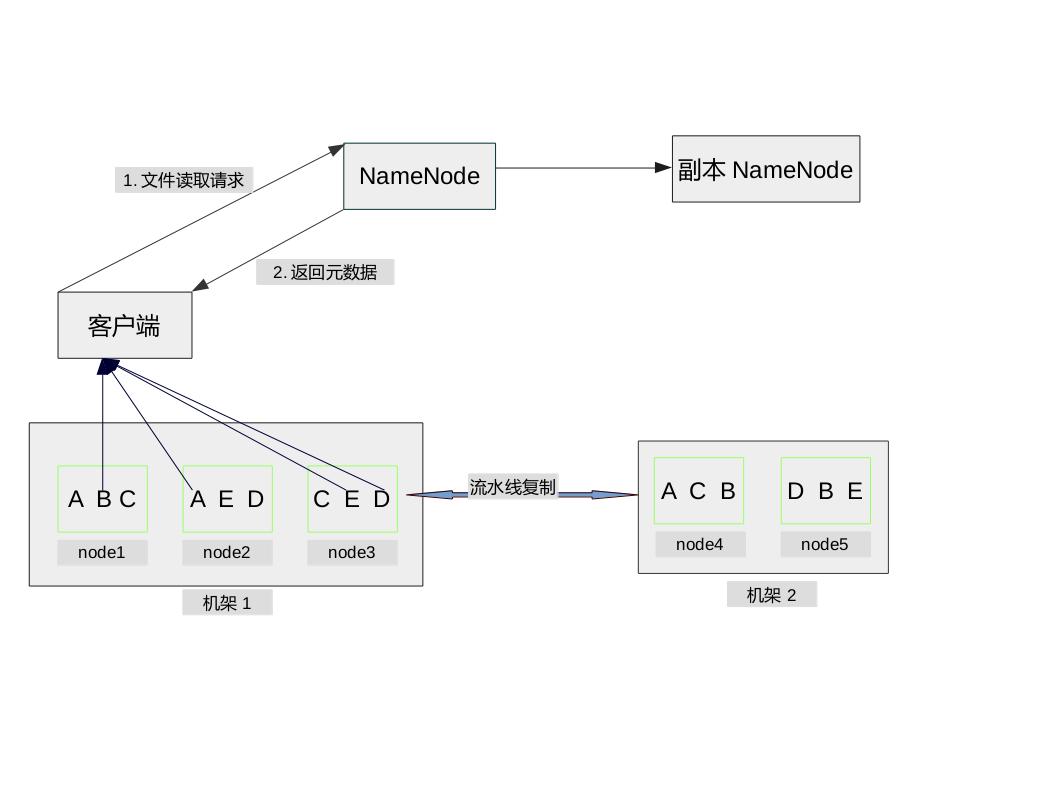 1. 文件读取请求
NameNode
副本 NameNode
2. 返回元数据
客户端
A B C
A E D
C E D
流水线复制
A C B
D B E
node1
node2
node3
node4
node5
机架 1
机架 2